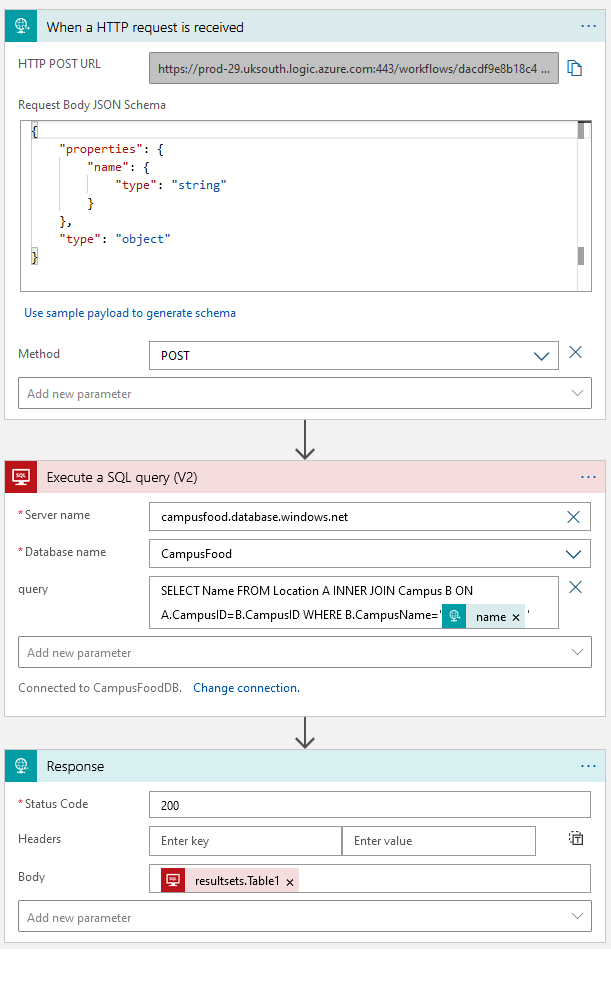 When a HTTP request is received ...
HTTP POST URL
https://prod-29.uksouth.logic.azure.com:443/workflows/dacdf9e8b18c4 ...
Request Body JSON Schema
{
"properties": {
"name": {
"type": "string"
}
},
"type": "object"
}
Use sample payload to generate schema
Method
POST
Add new parameter
SQL Execute a SQL query (V2) ...
* Server name
campusfood.database.windows.net
* Database name
CampusFood
query
SELECT Name FROM Location A INNER JOIN Campus B ON
A.CampusID=B.CampusID WHERE B.CampusName=' name × '
Add new parameter
Connected to CampusFoodDB. Change connection.
Response ...
* Status Code
200
Headers
Enter key Enter value
Body
SQL resultsets.Table1 ×
Add new parameter